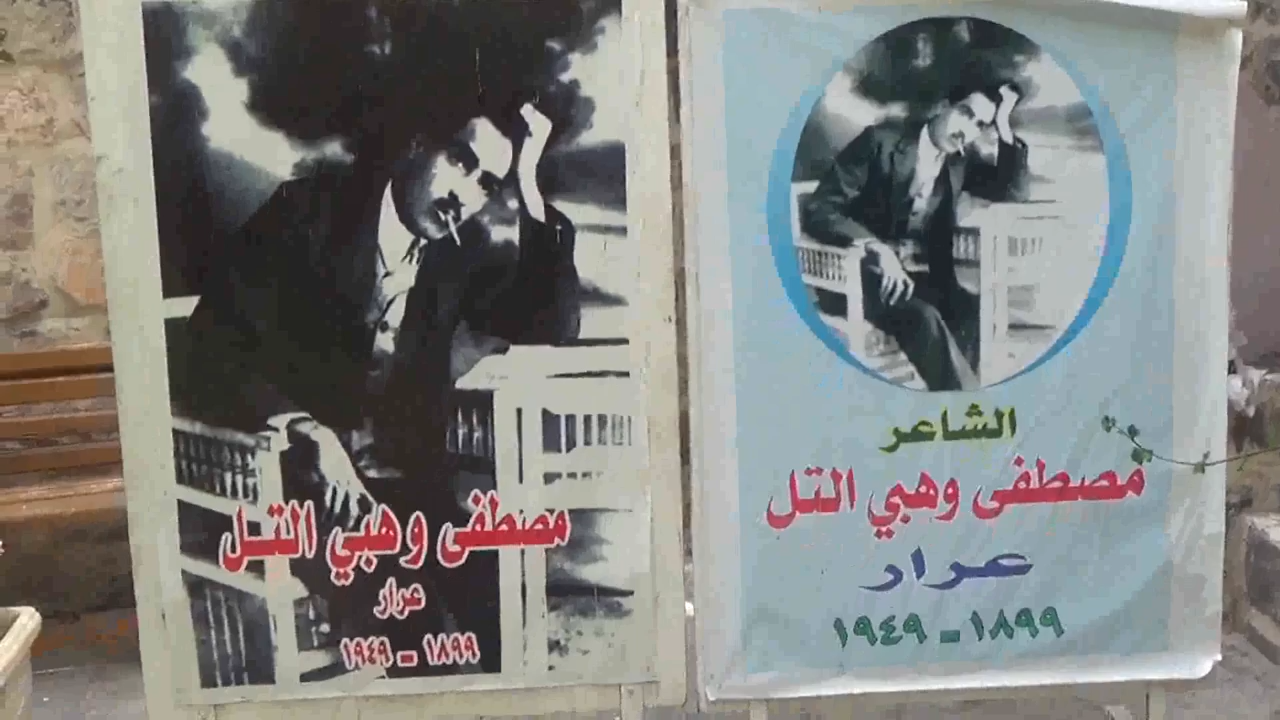 الشاعر
مصطفى وهبي التل
عرار
١٨٩٩ - ١٩٤٩
مصطفى وهبي التل
عرار
١٨٩٩ - ١٩٤٩